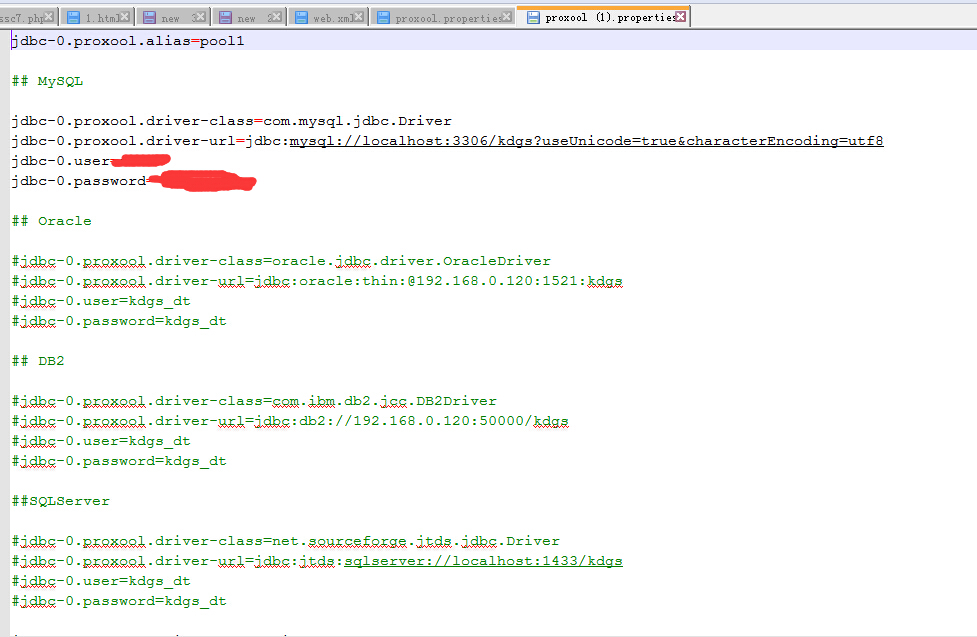 ssc7.php
1.html
new 3
new 2
web.xml
proxool.properties
proxool (1).properties
jdbc-0.proxool.alias=pool1
## MySQL
jdbc-0.proxool.driver-class=com.mysql.jdbc.Driver
jdbc-0.proxool.driver-url=jdbc:mysql://localhost:3306/kdgs?useUnicode=true&characterEncoding=utf8
jdbc-0.user=
jdbc-0.password=
## Oracle
#jdbc-0.proxool.driver-class=oracle.jdbc.driver.OracleDriver
#jdbc-0.proxool.driver-url=jdbc:oracle:thin:@192.168.0.120:1521:kdgs
#jdbc-0.user=kdgs_dt
#jdbc-0.password=kdgs_dt
## DB2
#jdbc-0.proxool.driver-class=com.ibm.db2.jcc.DB2Driver
#jdbc-0.proxool.driver-url=jdbc:db2://192.168.0.120:50000/kdgs
#jdbc-0.user=kdgs_dt
#jdbc-0.password=kdgs_dt
##SQLServer
#jdbc-0.proxool.driver-class=net.sourceforge.jtds.jdbc.Driver
#jdbc-0.proxool.driver-url=jdbc:jtds:sqlserver://localhost:1433/kdgs
#jdbc-0.user=kdgs_dt
#jdbc-0.password=kdgs_dt